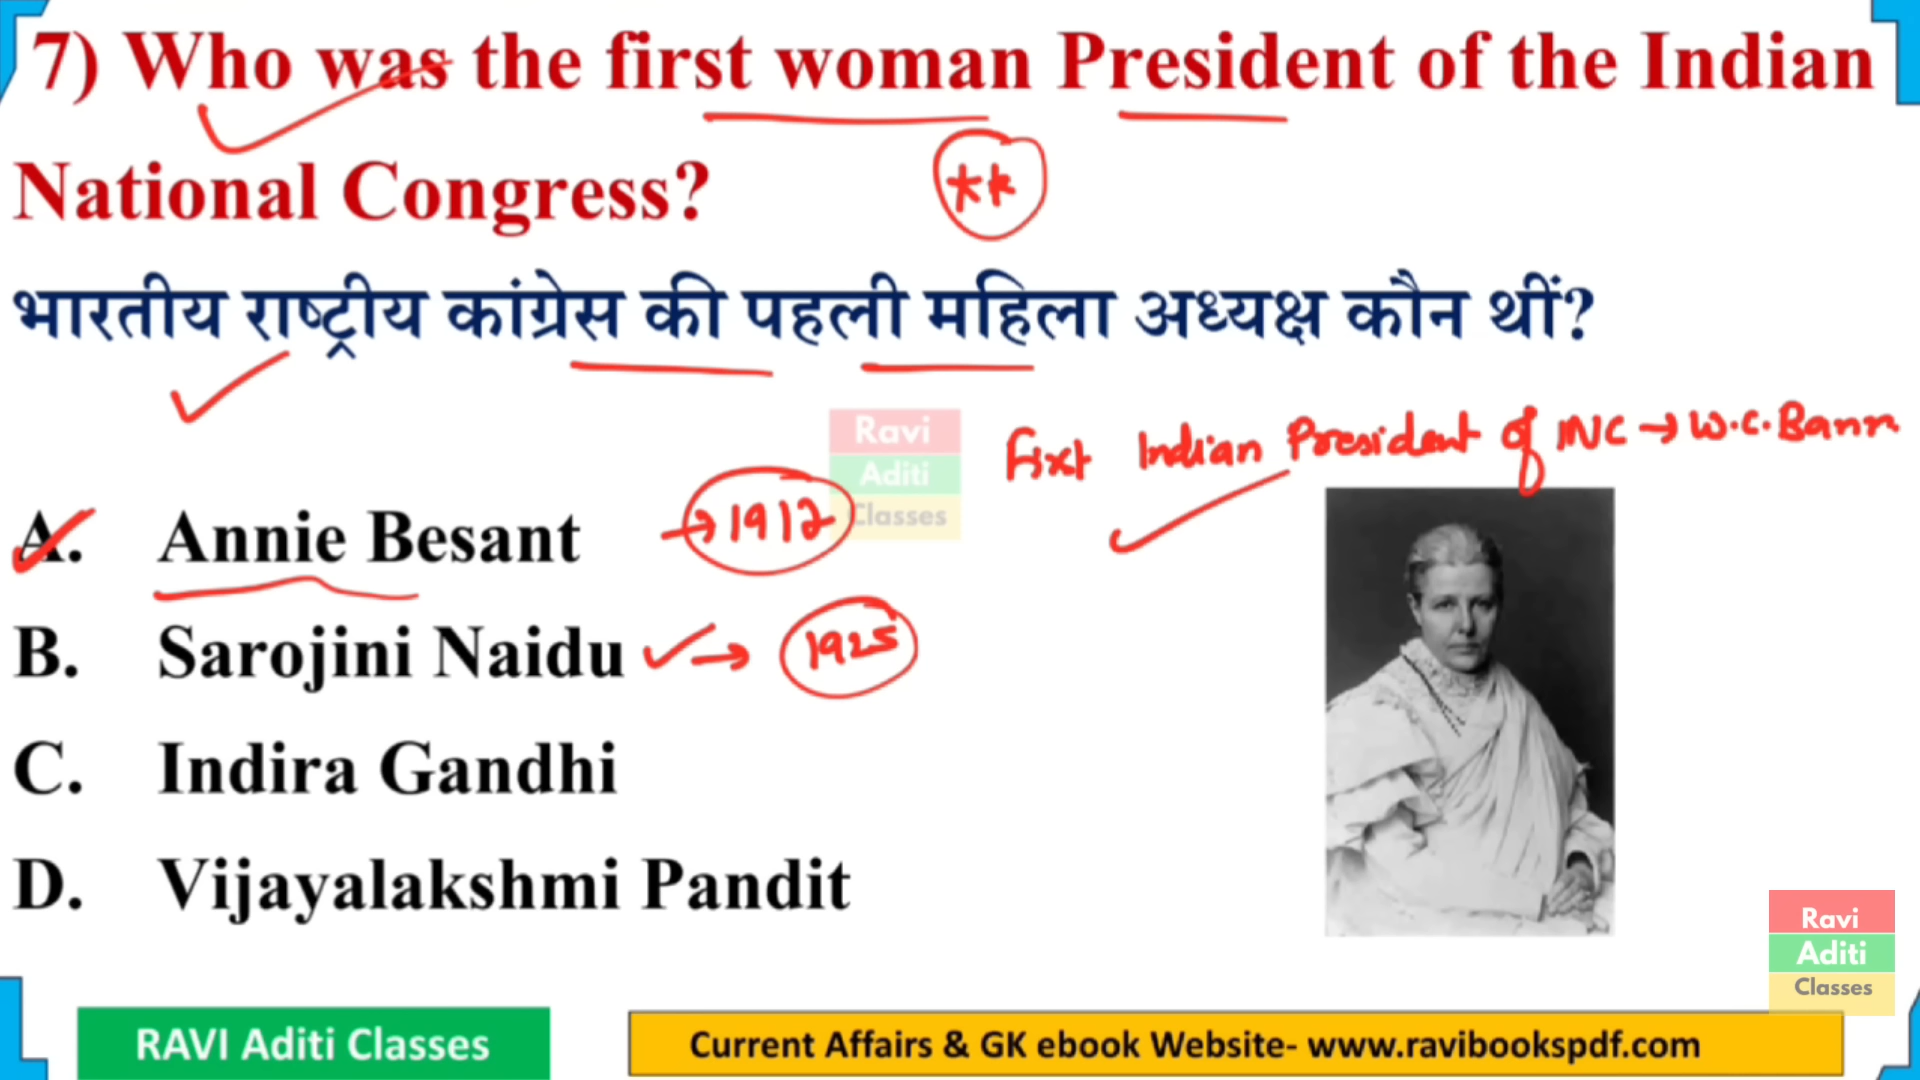 7) Who was the first woman President of the Indian
National Congress?
**
भारतीय राष्ट्रीय कांग्रेस की पहली महिला अध्यक्ष कौन थीं?
First Indian President of INC → W.C. Bann
Ravi
Aditi
Classes
A. Annie Besant → 1912
B. Sarojini Naidu → 1925
C. Indira Gandhi
D. Vijayalakshmi Pandit
Ravi
Aditi
Classes
RAVI Aditi Classes
Current Affairs & GK ebook Website- www.ravibookspdf.com